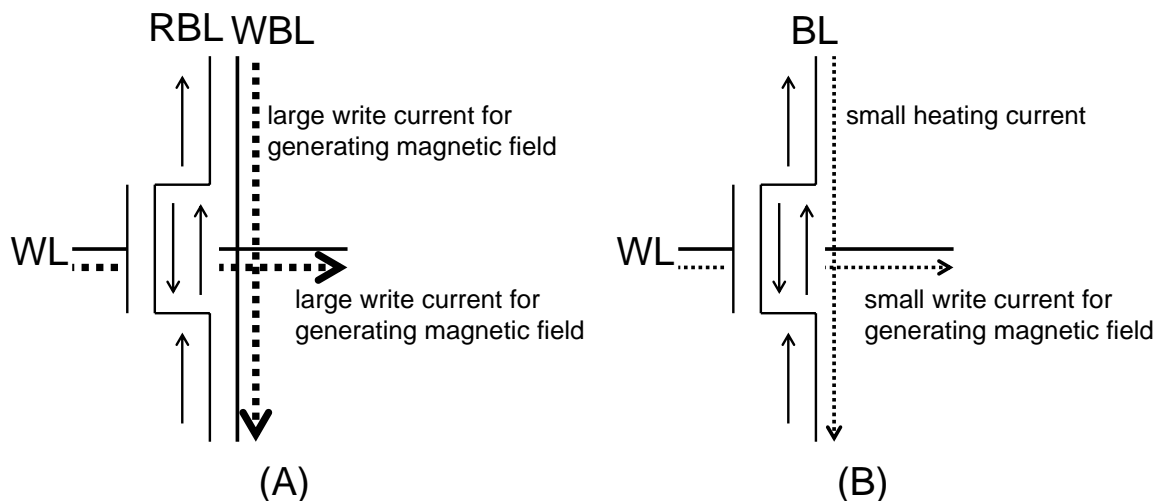 RBL WBL
large write current for
generating magnetic field
WL
large write current for
generating magnetic field
(A)
BL
small heating current
WL
small write current for
generating magnetic field
(B)